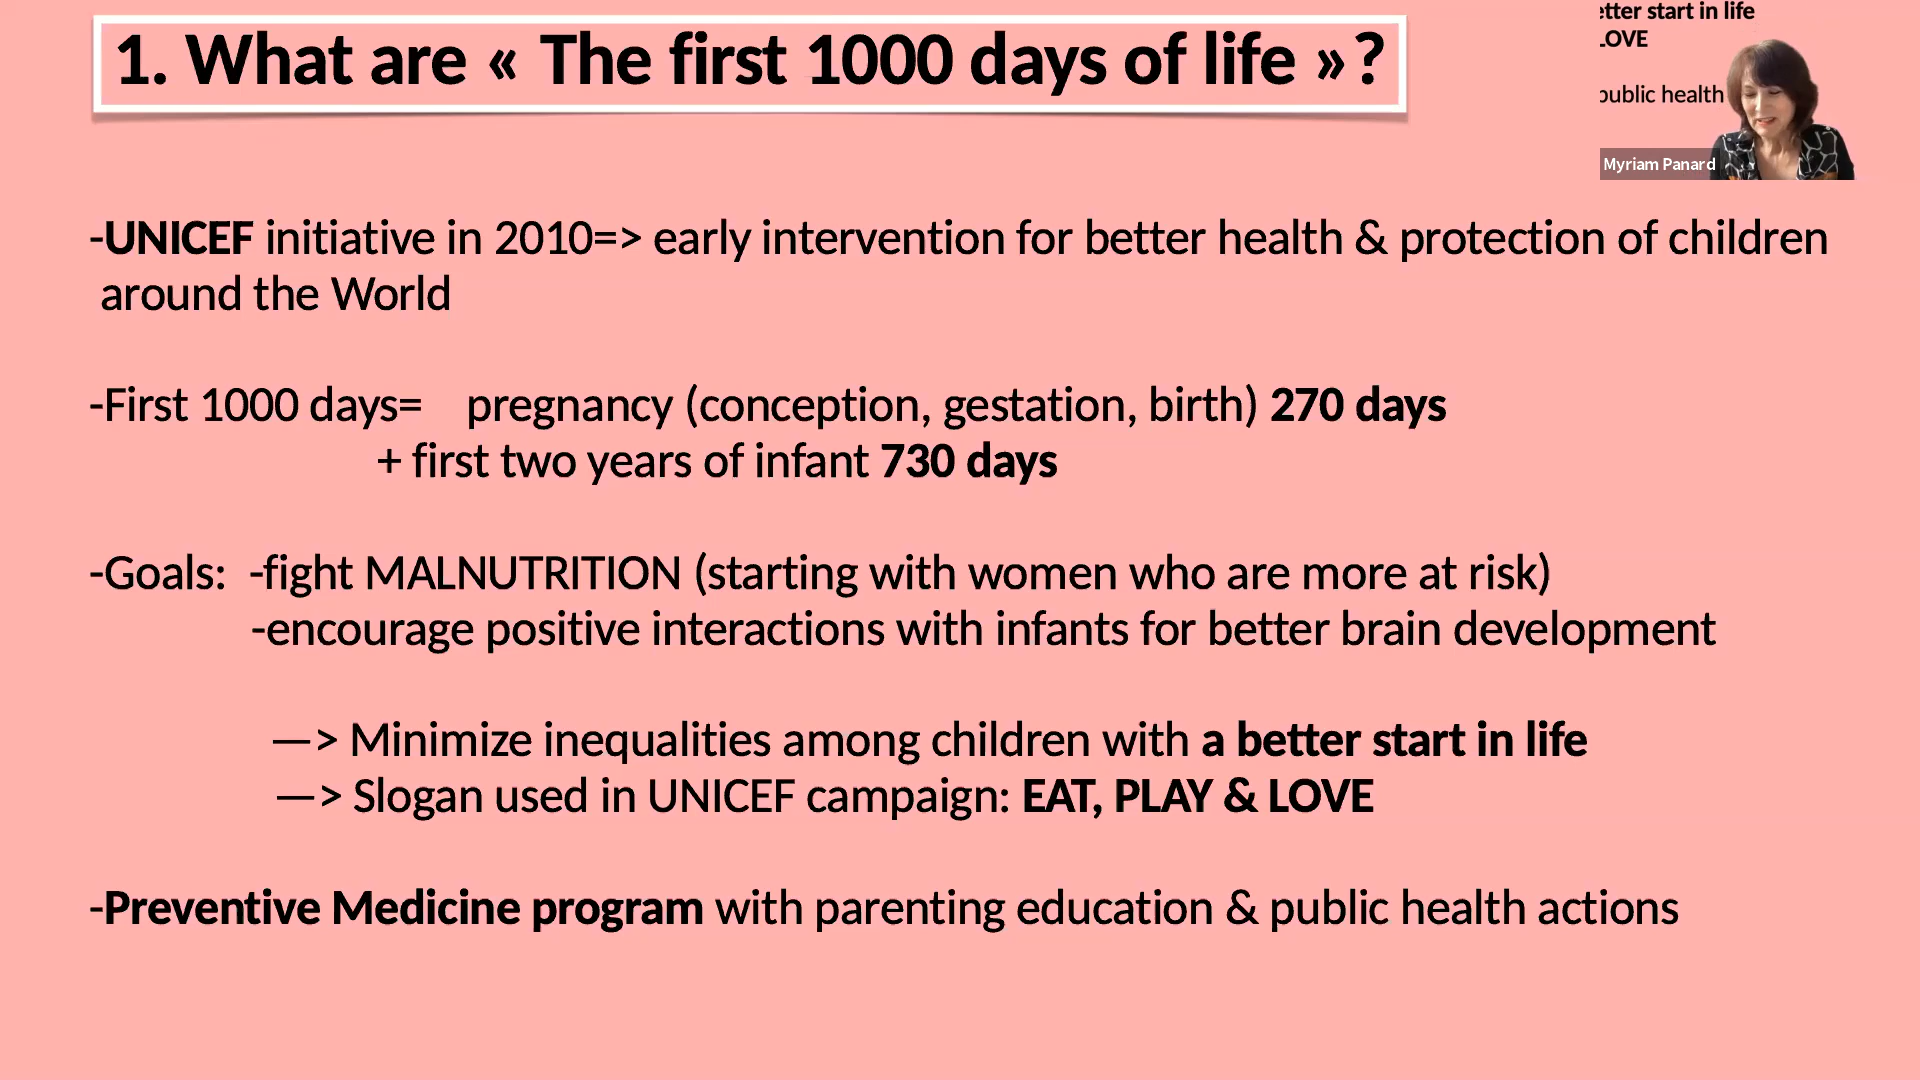 1. What are « The first 1000 days of life »?
etter start in life
LOVE
public health
Myriam Panard
-UNICEF initiative in 2010=> early intervention for better health & protection of children
around the World
-First 1000 days= pregnancy (conception, gestation, birth) 270 days
+ first two years of infant 730 days
-Goals: -fight MALNUTRITION (starting with women who are more at risk)
-encourage positive interactions with infants for better brain development
—> Minimize inequalities among children with a better start in life
—> Slogan used in UNICEF campaign: EAT, PLAY & LOVE
-Preventive Medicine program with parenting education & public health actions